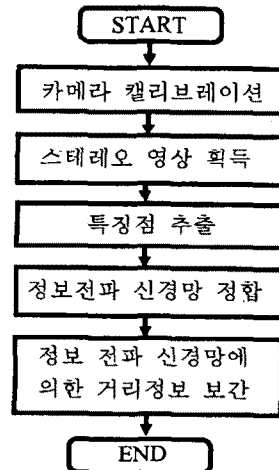 START
카메라 캘리브레이션
스테레오 영상 획득
특징점 추출
정보전파 신경망 정합
정보 전파 신경망에
의한 거리정보 보간
END